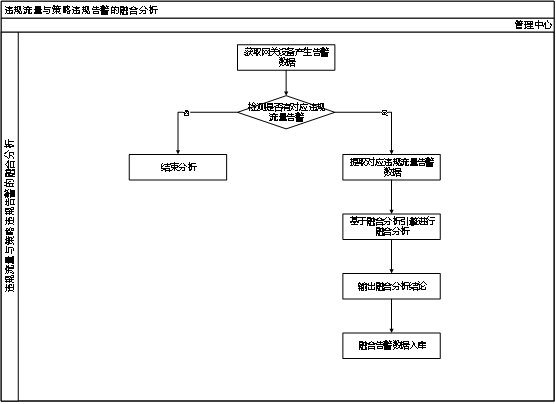 违规流量与策略违规告警的融合分析
管理中心
违规流量与策略违规告警的融合分析
获取网关设备产生告警
数据
检测是否有对应违规
流量告警
否
是
结束分析
提取对应违规流量告警
数据
基于融合分析引擎进行
融合分析
输出融合分析结论
融合告警数据入库